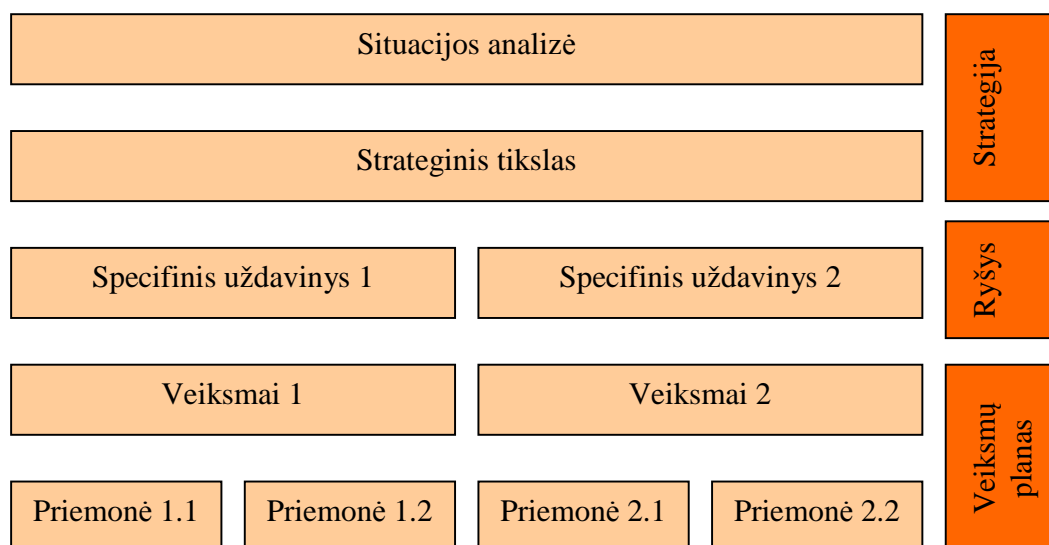 Situacijos analizė
Strategija
Strateginis tikslas
Specifinis uždavinys 1
Specifinis uždavinys 2
Ryšys
Veiksmai 1
Veiksmai 2
Veiksmų
planas
Priemonė 1.1
Priemonė 1.2
Priemonė 2.1
Priemonė 2.2